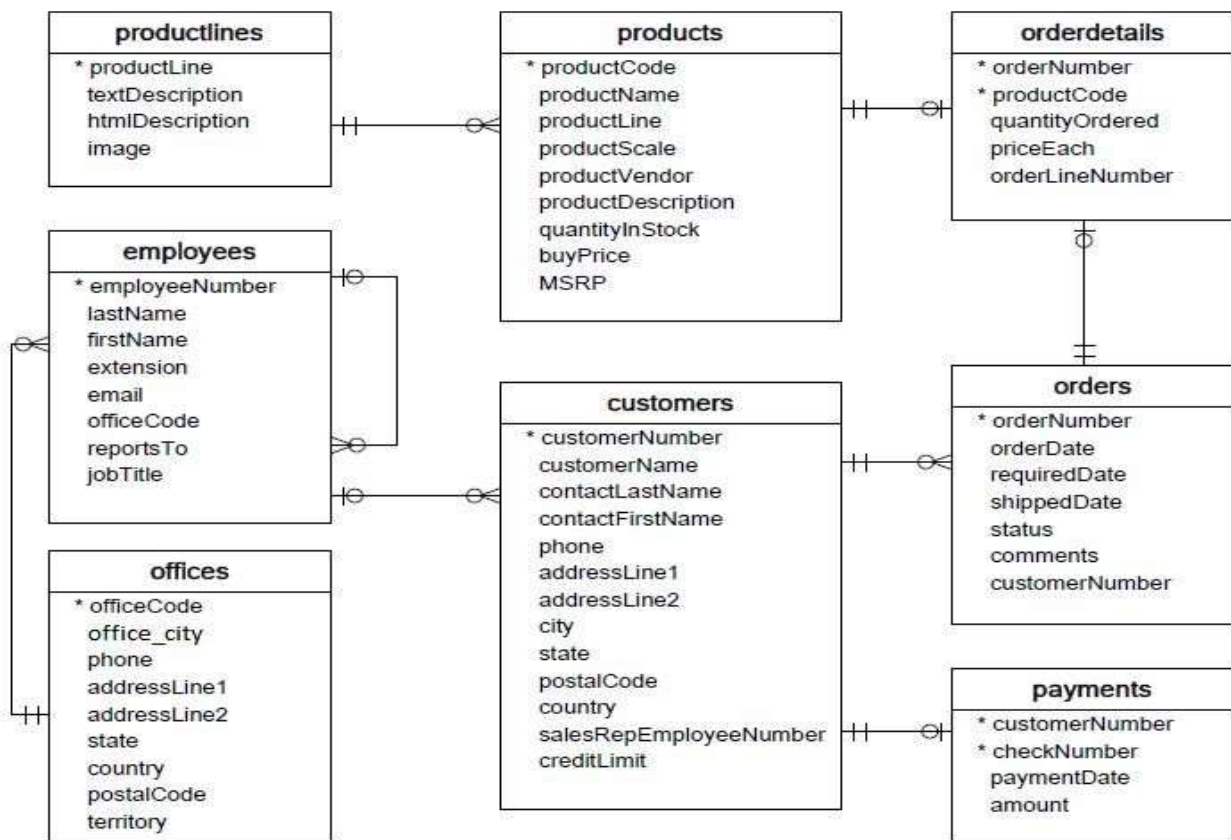 productlines
* productLine
textDescription
htmlDescription
image
products
* productCode
productName
productLine
productScale
productVendor
productDescription
quantityInStock
buyPrice
MSRP
orderdetails
* orderNumber
* productCode
quantityOrdered
priceEach
orderLineNumber
employees
* employeeNumber
lastName
firstName
extension
email
officeCode
reportsTo
jobTitle
customers
* customerNumber
customerName
contactLastName
contactFirstName
phone
addressLine1
addressLine2
city
state
postalCode
country
salesRepEmployeeNumber
creditLimit
orders
* orderNumber
orderDate
requiredDate
shippedDate
status
comments
customerNumber
offices
* officeCode
office_city
phone
addressLine1
addressLine2
state
country
postalCode
territory
payments
* customerNumber
* checkNumber
paymentDate
amount